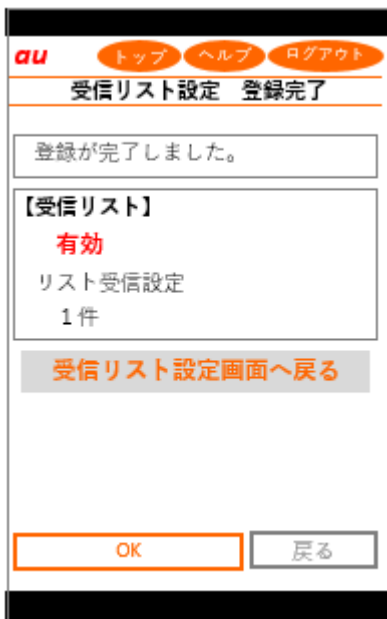 au トップ ヘルプ ログアウト
受信リスト設定 登録完了
登録が完了しました。
【受信リスト】
有効
リスト受信設定
1件
受信リスト設定画面へ戻る
OK 戻る